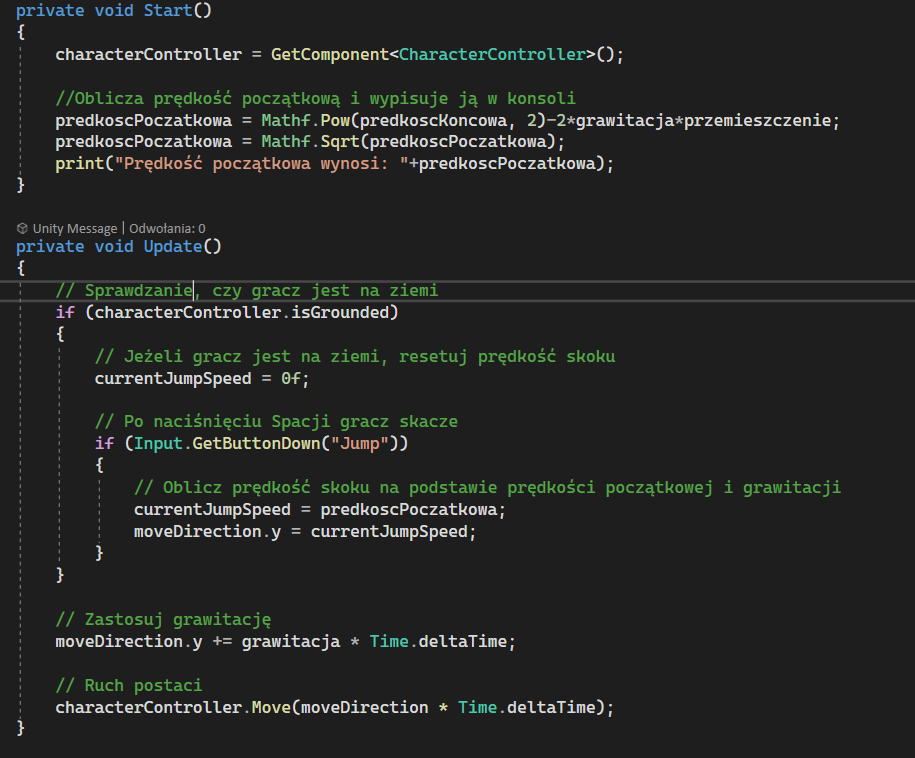 private void Start()
{
characterController = GetComponent<CharacterController>();
//Oblicza prędkość początkową i wypisuje ją w konsoli
predkoscPoczatkowa = Mathf.Pow(predkoscKoncowa, 2)-2*grawitacja*przemieszczenie;
predkoscPoczatkowa = Mathf.Sqrt(predkoscPoczatkowa);
print("Prędkość początkowa wynosi: "+predkoscPoczatkowa);
}
Unity Message | Odwołania: 0
private void Update()
{
// Sprawdzanie, czy gracz jest na ziemi
if (characterController.isGrounded)
{
// Jeżeli gracz jest na ziemi, resetuj prędkość skoku
currentJumpSpeed = 0f;
// Po naciśnięciu Spacji gracz skacze
if (Input.GetButtonDown("Jump"))
{
// Oblicz prędkość skoku na podstawie prędkości początkowej i grawitacji
currentJumpSpeed = predkoscPoczatkowa;
moveDirection.y = currentJumpSpeed;
}
}
// Zastosuj grawitację
moveDirection.y += grawitacja * Time.deltaTime;
// Ruch postaci
characterController.Move(moveDirection * Time.deltaTime);
}